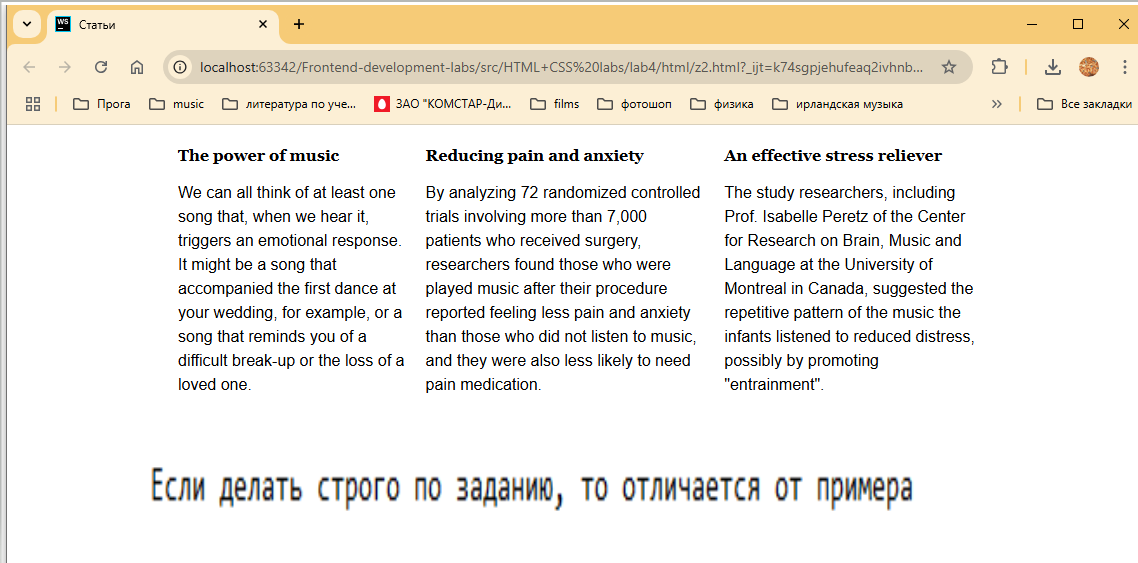 Статьи
localhost:63342/Frontend-development-labs/src/HTML+CSS%20labs/lab4/html/z2.html?_ijt=k74sgpjehufeaq2ivhnb...
Прога music литература по уче... ЗАО "КОМСТАР-Ди... films фотошоп физика ирландская музыка » Все закладки
The power of music
We can all think of at least one
song that, when we hear it,
triggers an emotional response.
It might be a song that
accompanied the first dance at
your wedding, for example, or a
song that reminds you of a
difficult break-up or the loss of a
loved one.
Reducing pain and anxiety
By analyzing 72 randomized controlled
trials involving more than 7,000
patients who received surgery,
researchers found those who were
played music after their procedure
reported feeling less pain and anxiety
than those who did not listen to music,
and they were also less likely to need
pain medication.
An effective stress reliever
The study researchers, including
Prof. Isabelle Peretz of the Center
for Research on Brain, Music and
Language at the University of
Montreal in Canada, suggested the
repetitive pattern of the music the
infants listened to reduced distress,
possibly by promoting
"entrainment".
Если делать строго по заданию, то отличается от примера